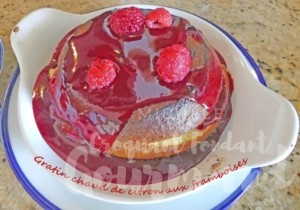 Croquant Fondant
Gourmand
Gratin chaud de citron aux framboises